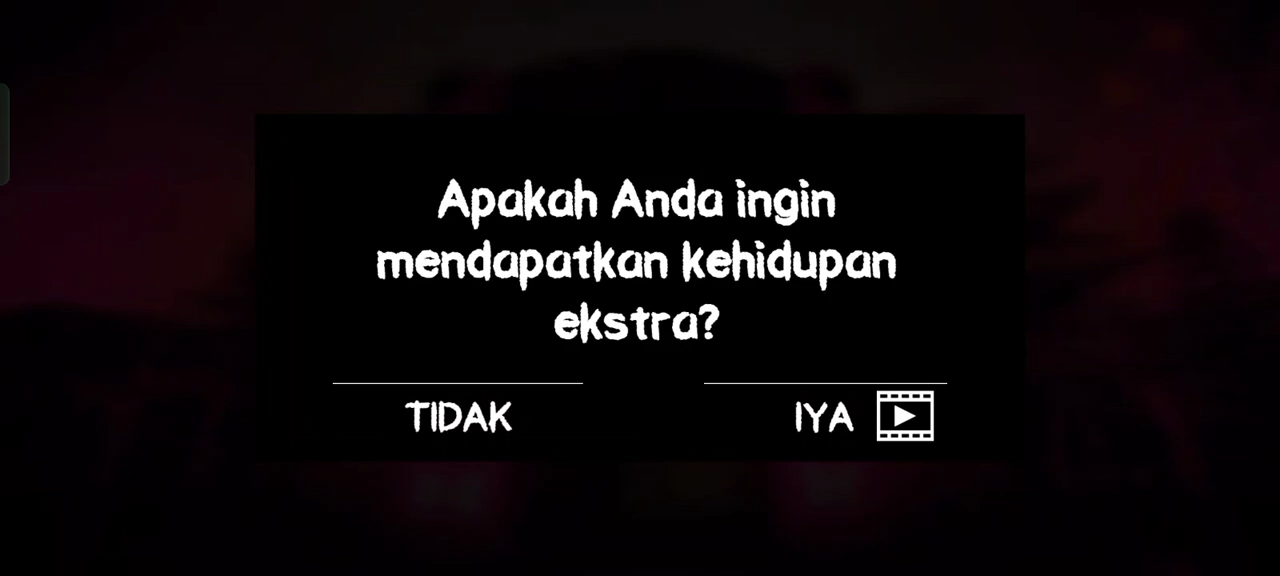 Apakah Anda ingin
mendapatkan kehidupan
ekstra?
TIDAK
IYA